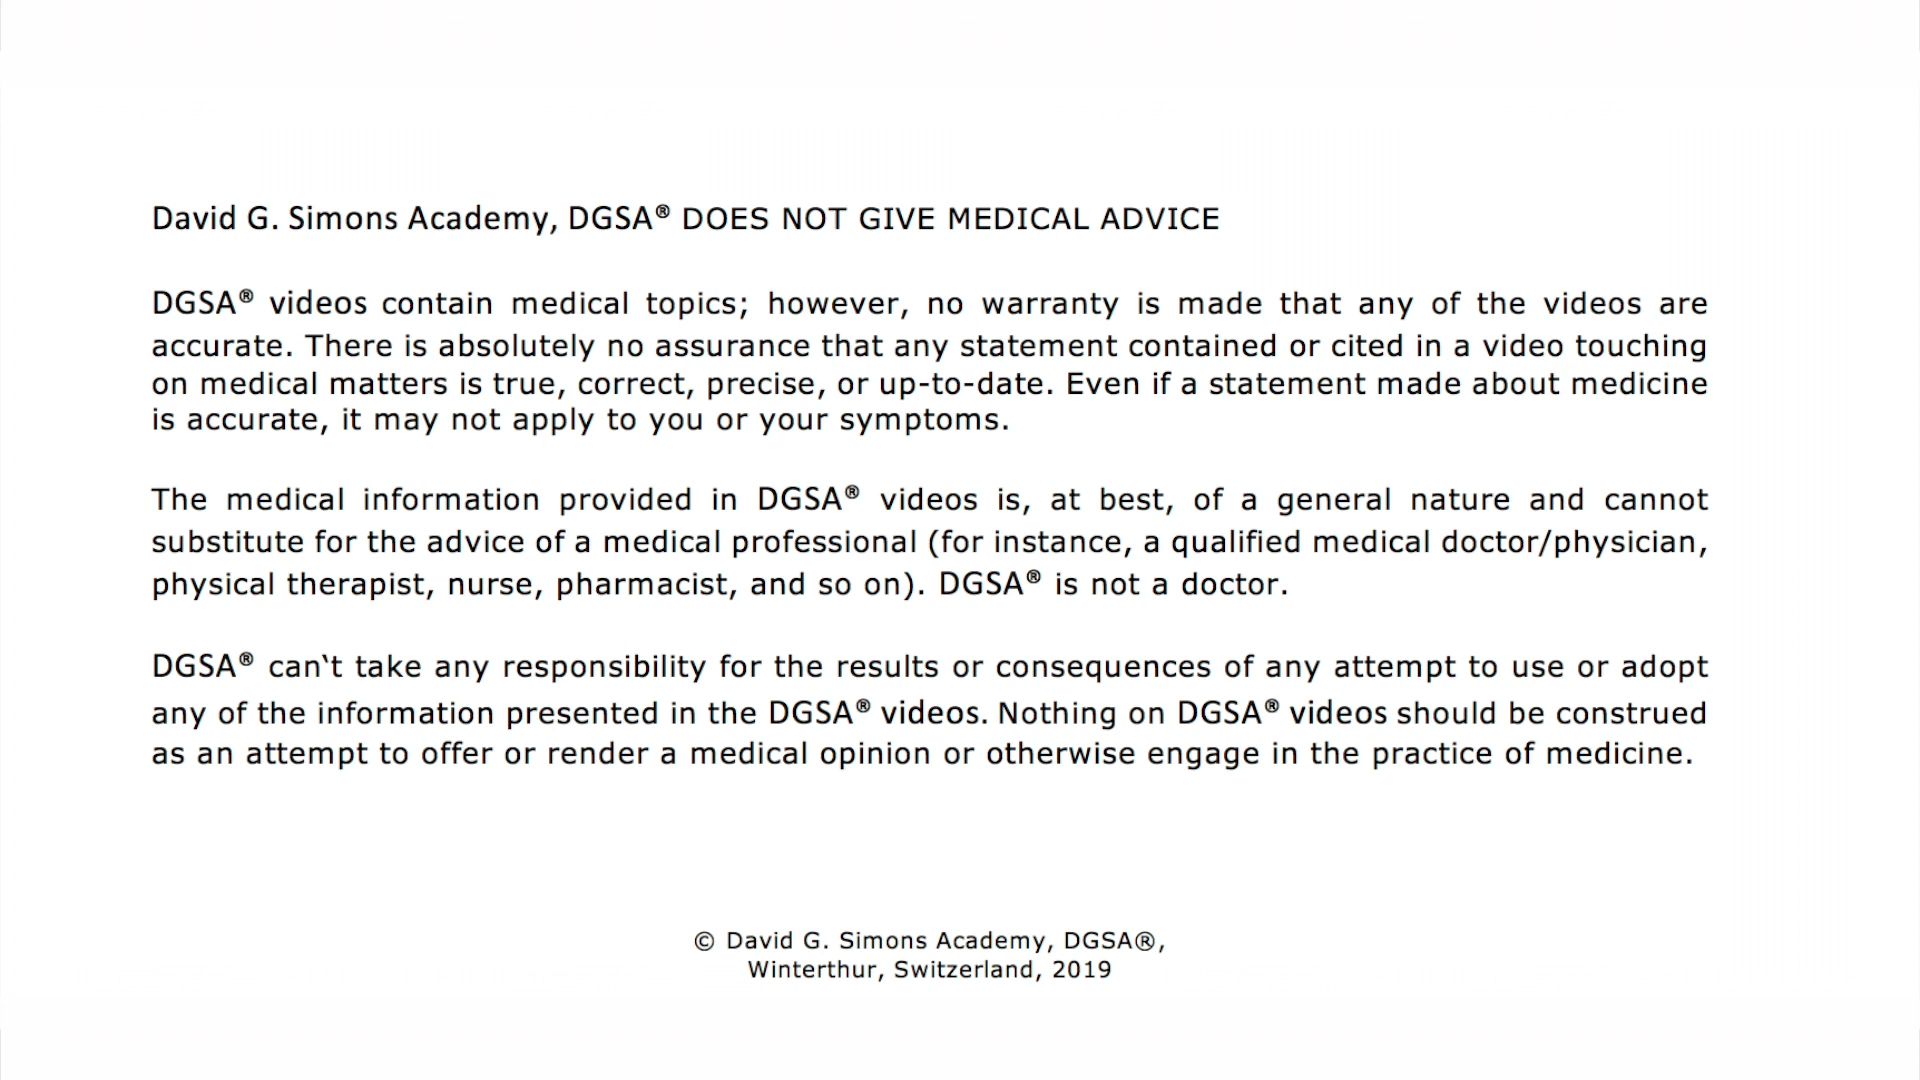 David G. Simons Academy, DGSA® DOES NOT GIVE MEDICAL ADVICE
DGSA® videos contain medical topics; however, no warranty is made that any of the videos are
accurate. There is absolutely no assurance that any statement contained or cited in a video touching
on medical matters is true, correct, precise, or up-to-date. Even if a statement made about medicine
is accurate, it may not apply to you or your symptoms.
The medical information provided in DGSA® videos is, at best, of a general nature and cannot
substitute for the advice of a medical professional (for instance, a qualified medical doctor/physician,
physical therapist, nurse, pharmacist, and so on). DGSA® is not a doctor.
DGSA® can‛t take any responsibility for the results or consequences of any attempt to use or adopt
any of the information presented in the DGSA® videos. Nothing on DGSA® videos should be construed
as an attempt to offer or render a medical opinion or otherwise engage in the practice of medicine.
© David G. Simons Academy, DGSA®,
Winterthur, Switzerland, 2019